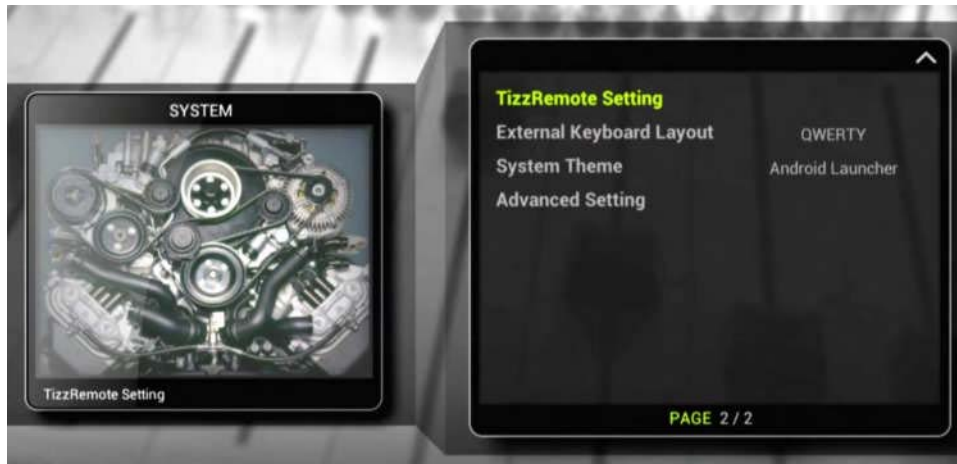 SYSTEM
TizzRemote Setting
TizzRemote Setting
External Keyboard Layout QWERTY
System Theme Android Launcher
Advanced Setting
PAGE 2 / 2